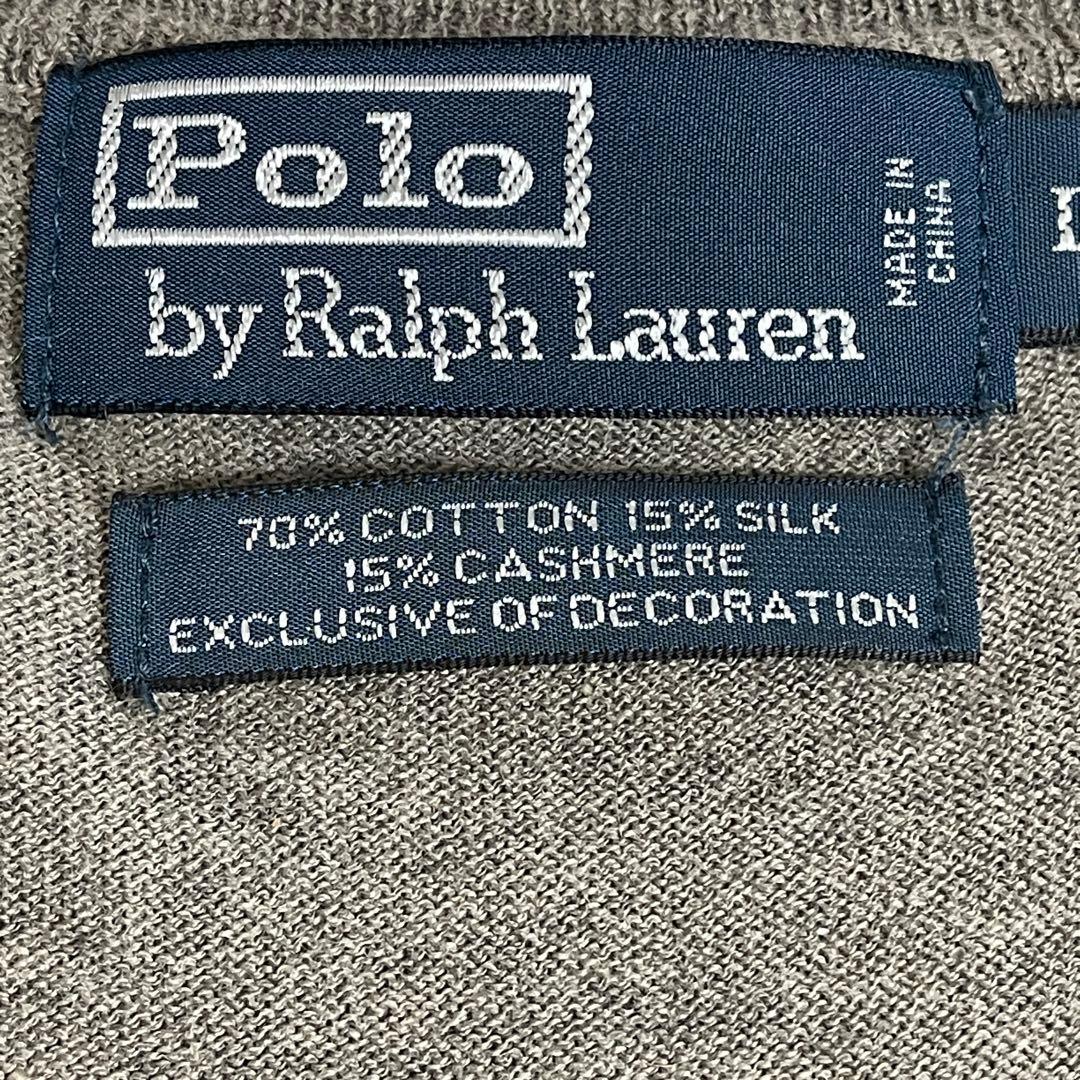 Polo
by Ralph Lauren
MADE IN
CHINA
70% COTTON 15% SILK
15% CASHMERE
EXCLUSIVE OF DECORATION